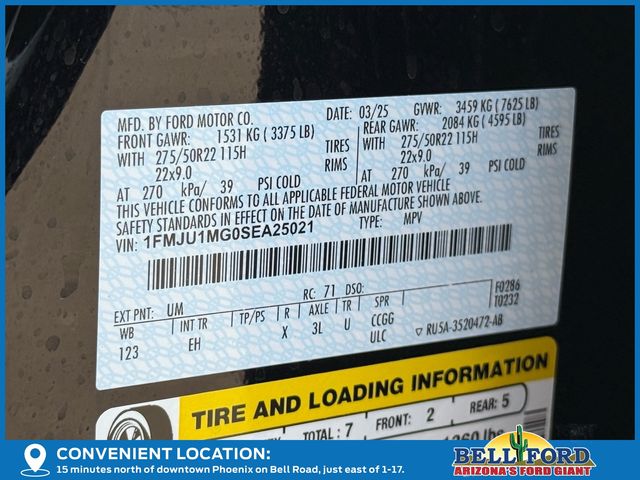 MFD. BY FORD MOTOR CO. DATE: 03/25 GVWR: 3459 KG ( 7625 LB)
FRONT GAWR: 1531 KG ( 3375 LB) REAR GAWR: 2084 KG ( 4595 LB)
WITH 275/50R22 115H TIRES WITH 275/50R22 115H TIRES
22x9.0 RIMS 22x9.0 RIMS
AT 270 kPa/ 39 PSI COLD AT 270 kPa/ 39 PSI COLD
THIS VEHICLE CONFORMS TO ALL APPLICABLE FEDERAL MOTOR VEHICLE
SAFETY STANDARDS IN EFFECT ON THE DATE OF MANUFACTURE SHOWN ABOVE.
VIN: 1FMJU1MG0SEA25021 TYPE: MPV
EXT PNT: UM RC: 71 DSO: F0286
WB INT TR TP/PS R AXLE TR SPR T0232
123 EH X 3L U CCGG
ULC ▽ RU5A-3520472-AB
TIRE AND LOADING INFORMATION
TOTAL : 7 FRONT: 2 REAR: 5
lbs
CONVENIENT LOCATION:
15 minutes north of downtown Phoenix on Bell Road, just east of 1-17.
BELL FORD
ARIZONA'S FORD GIANT